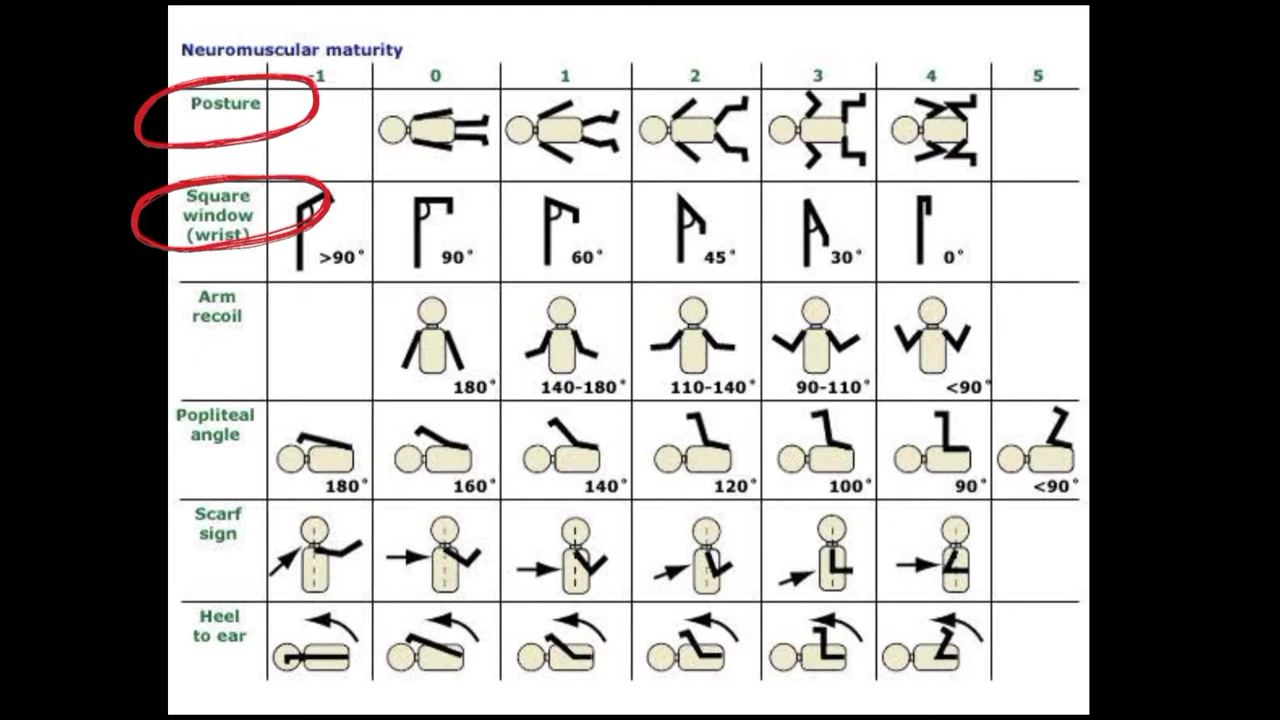 Neuromuscular maturity
-1 0 1 2 3 4 5
Posture
Square
window
(wrist)
>90° 90° 60° 45° 30° 0°
Arm
recoil
180° 140-180° 110-140° 90-110° <90°
Popliteal
angle
180° 160° 140° 120° 100° 90° <90°
Scarf
sign
Heel
to ear